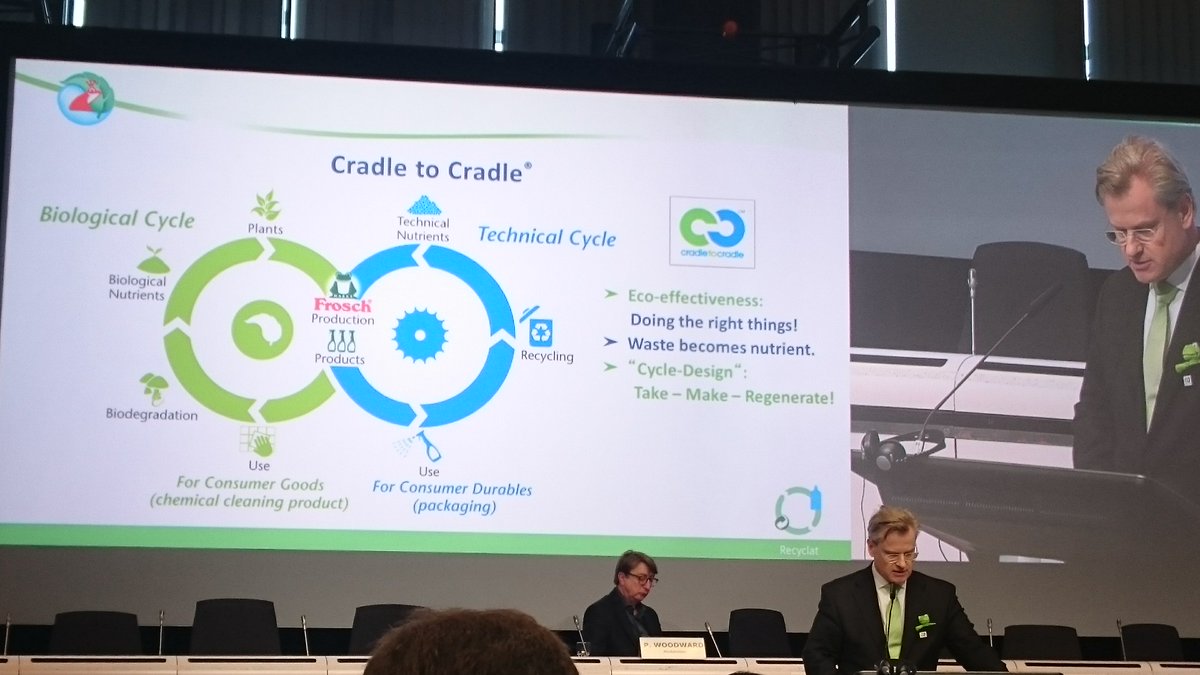 Cradle to Cradle®
Biological Cycle
Plants
Technical
Nutrients
Technical Cycle
Biological
Nutrients
Frosch
Production
Products
Recycling
Biodegradation
Use
For Consumer Goods
(chemical cleaning product)
Use
For Consumer Durables
(packaging)
cradletocradle
➤ Eco-effectiveness:
Doing the right things!
➤ Waste becomes nutrient.
➤ “Cycle-Design“:
Take – Make – Regenerate!
Recyclat
P. WOODWARD